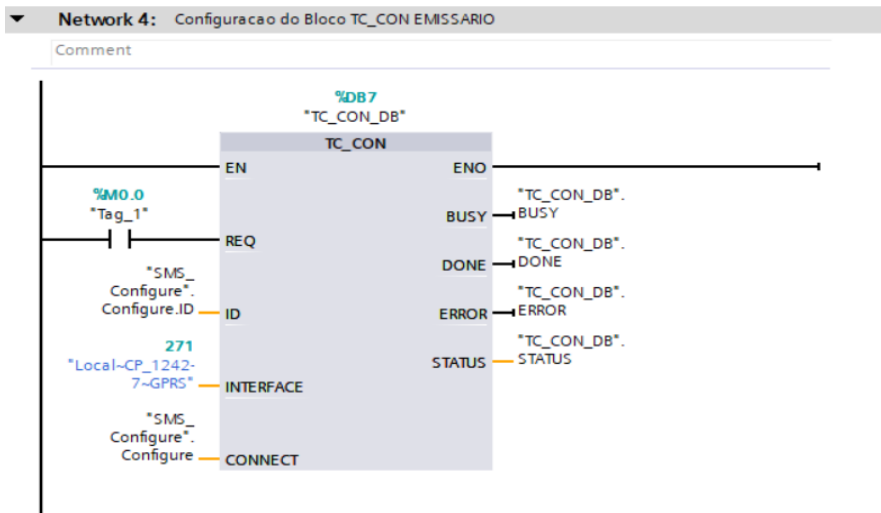 Network 4: Configuracao do Bloco TC_CON EMISSARIO
Comment
%DB7
"TC_CON_DB"
TC_CON
EN
ENO
%M0.0
"Tag_1"
REQ
"SMS_
Configure".
Configure.ID
ID
271
"Local~CP_1242-
7~GPRS"
INTERFACE
"SMS_
Configure".
Configure
CONNECT
BUSY
"TC_CON_DB".
BUSY
DONE
"TC_CON_DB".
DONE
ERROR
"TC_CON_DB".
ERROR
STATUS
"TC_CON_DB".
STATUS